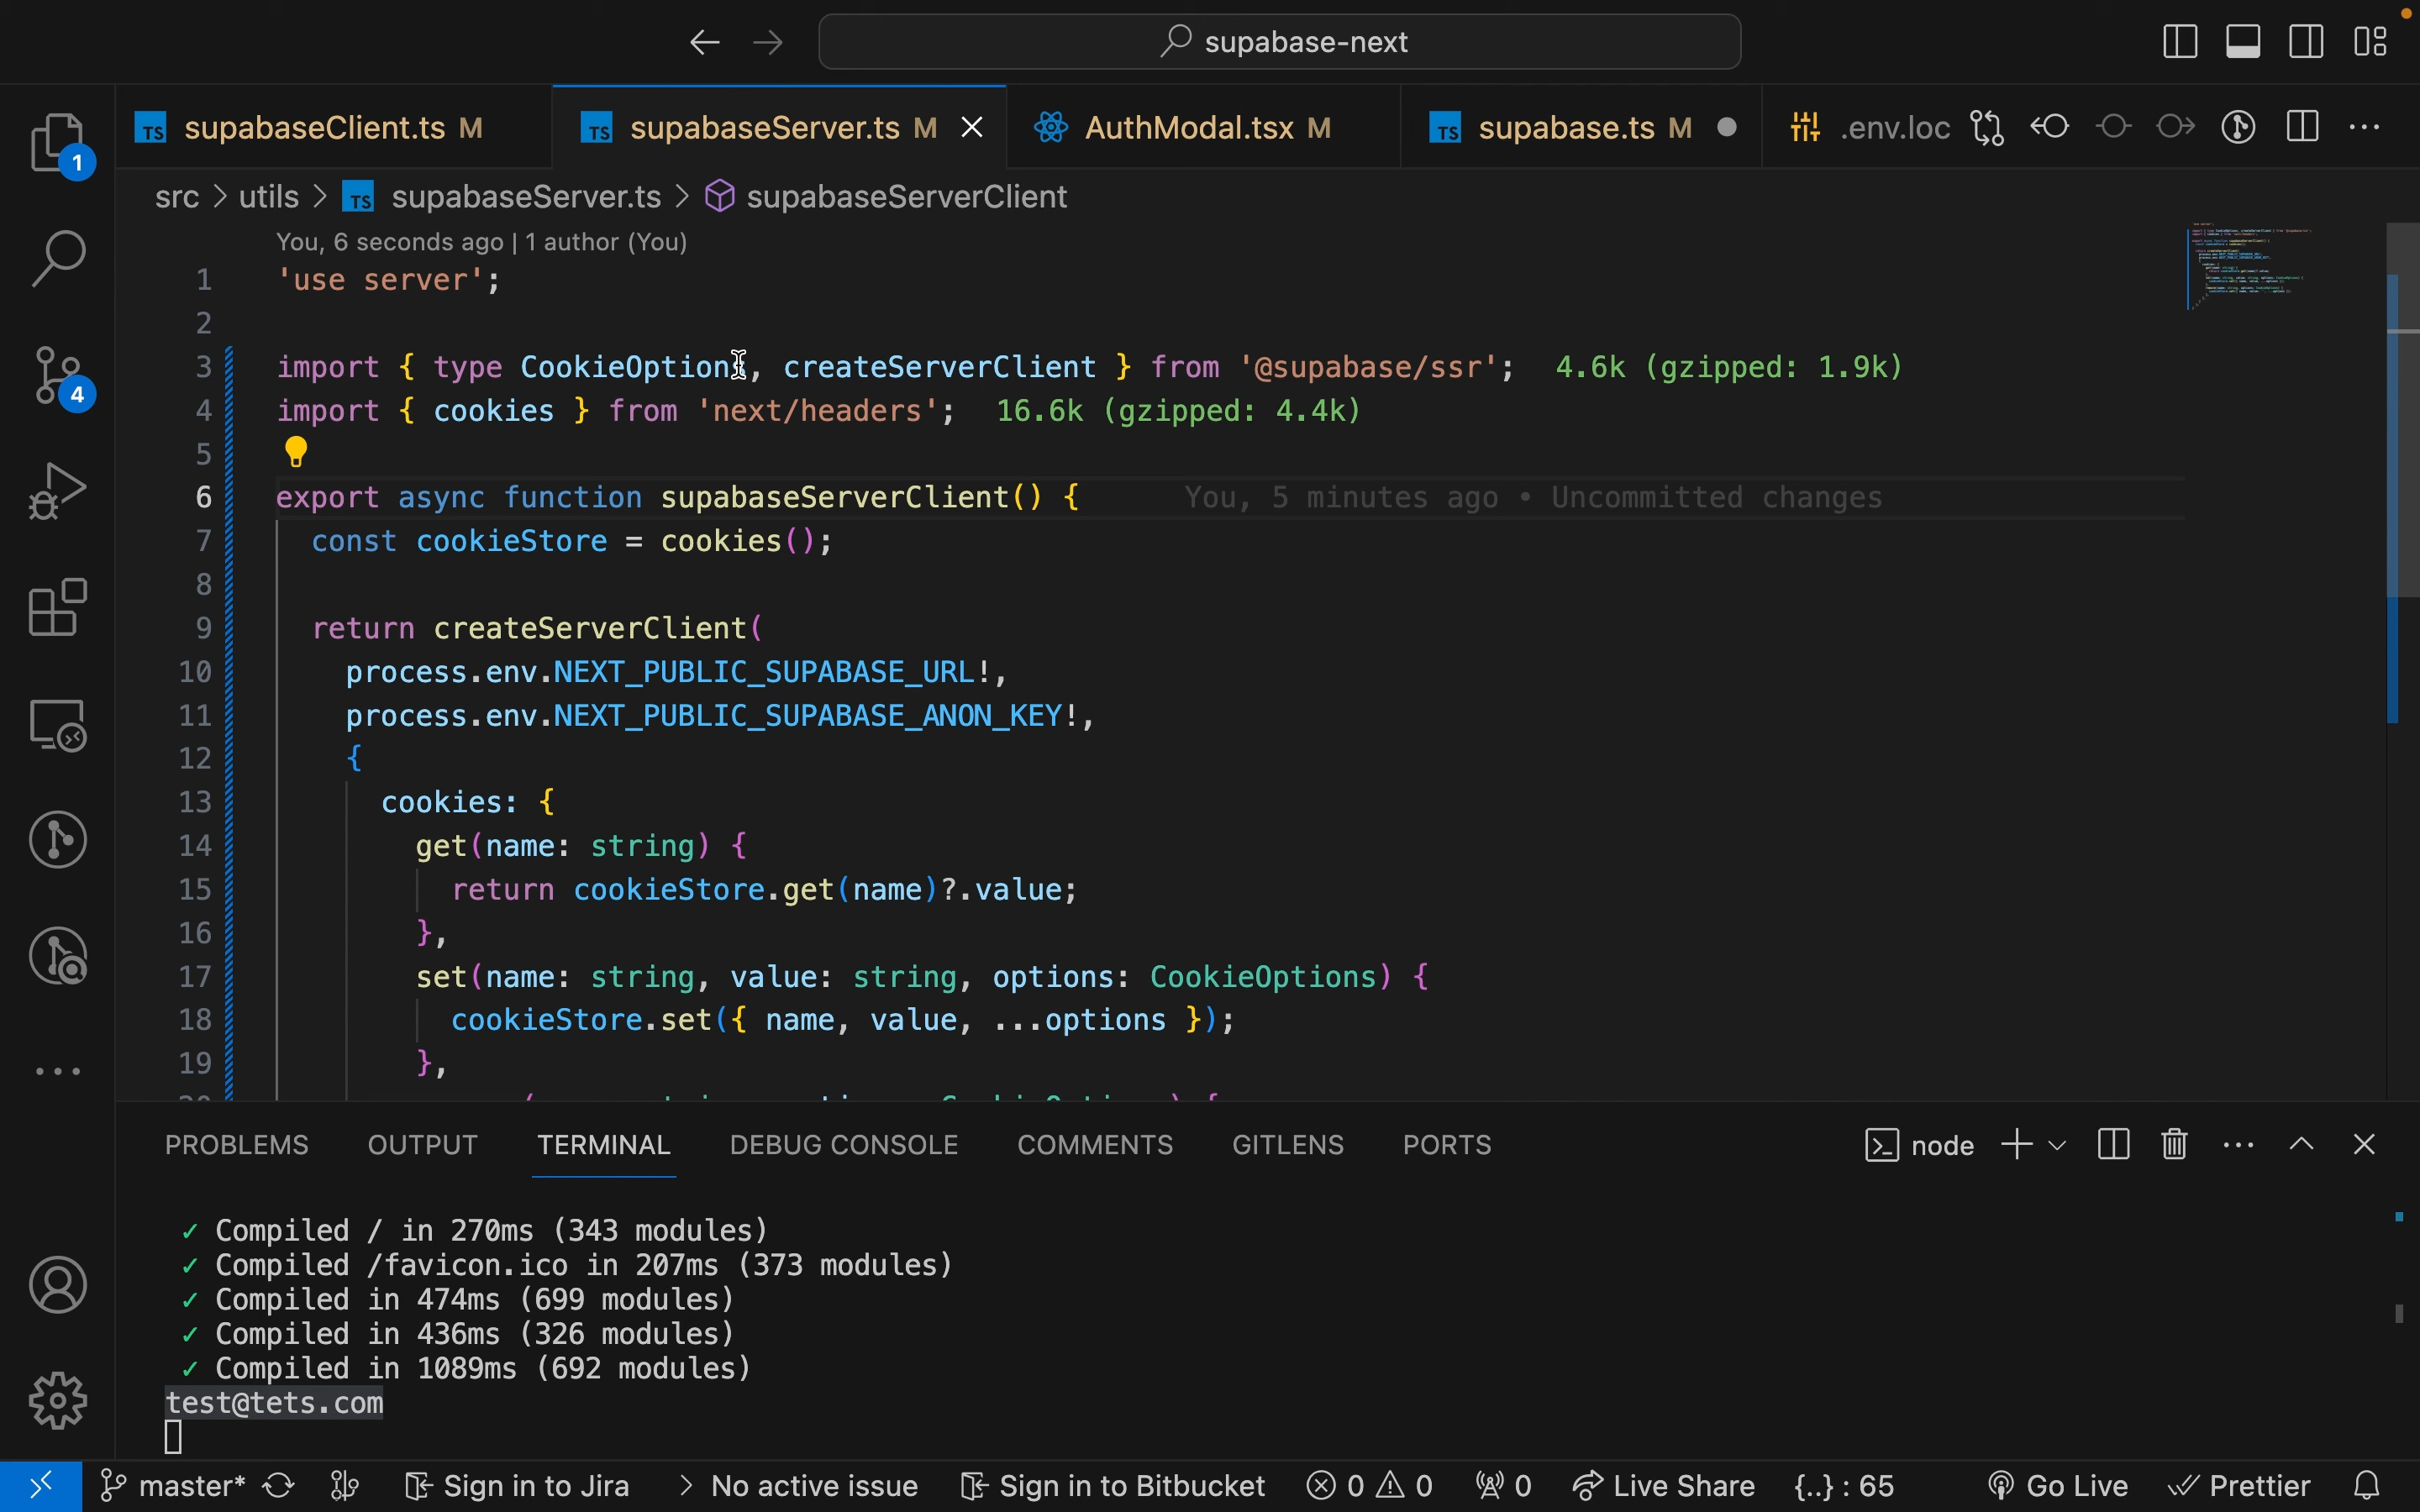 supabase-next
TS supabaseClient.ts M
TS supabaseServer.ts M
AuthModal.tsx M
TS supabase.ts M
.env.loc
1
src > utils > TS supabaseServer.ts > supabaseServerClient
You, 6 seconds ago | 1 author (You)
1 'use server';
2
3 import { type CookieOptions, createServerClient } from '@supabase/ssr'; 4.6k (gzipped: 1.9k)
4 import { cookies } from 'next/headers'; 16.6k (gzipped: 4.4k)
4
5
6 export async function supabaseServerClient() { You, 5 minutes ago • Uncommitted changes
7 const cookieStore = cookies();
8
9 return createServerClient(
10 process.env.NEXT_PUBLIC_SUPABASE_URL!,
11 process.env.NEXT_PUBLIC_SUPABASE_ANON_KEY!,
12 {
13 cookies: {
14 get(name: string) {
15 return cookieStore.get(name)?.value;
16 },
17 set(name: string, value: string, options: CookieOptions) {
18 cookieStore.set({ name, value, ...options });
19 },
PROBLEMS OUTPUT TERMINAL DEBUG CONSOLE COMMENTS GITLENS PORTS node
✓ Compiled / in 270ms (343 modules)
✓ Compiled /favicon.ico in 207ms (373 modules)
✓ Compiled in 474ms (699 modules)
✓ Compiled in 436ms (326 modules)
✓ Compiled in 1089ms (692 modules)
test@tets.com
master* Sign in to Jira > No active issue Sign in to Bitbucket 0 0 0 Live Share {..} : 65 Go Live Prettier